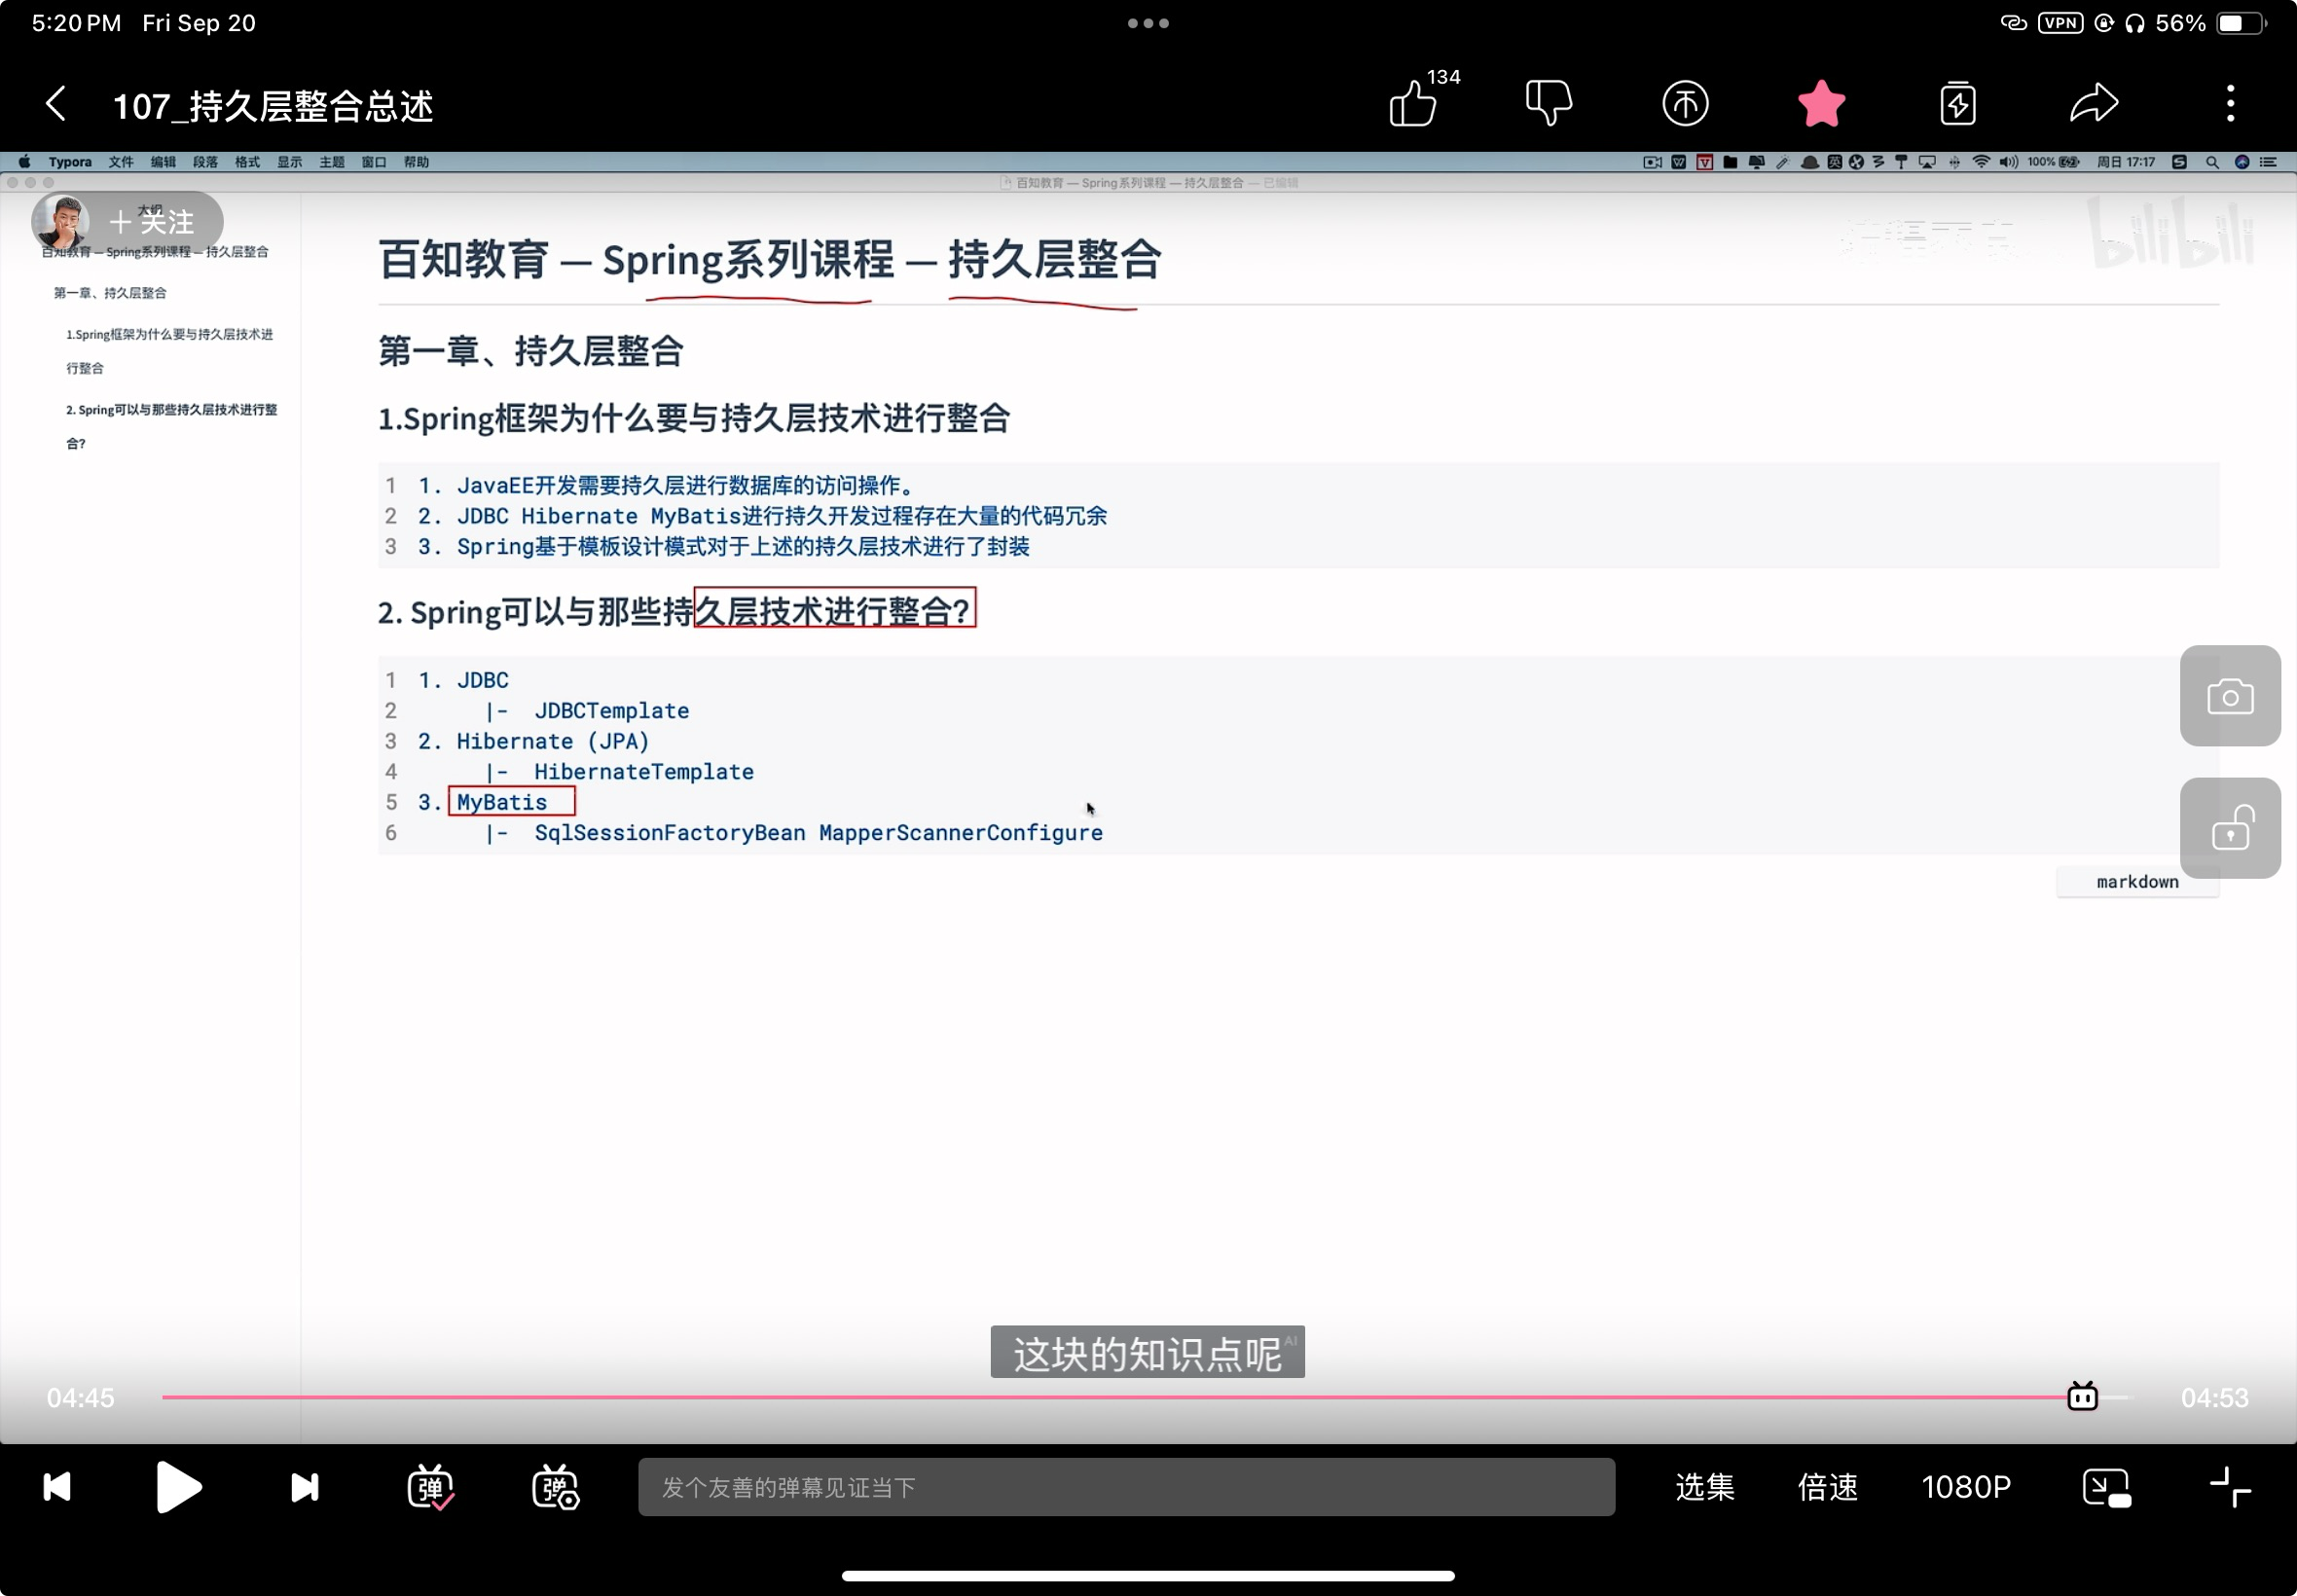 5:20 PM Fri Sep 20
VPN 56%
107_持久层整合总述
134
Typora 文件 编辑 段落 格式 显示 主题 窗口 帮助
100% 周日 17:17
百知教育 — Spring系列课程 — 持久层整合 — 已编辑
大纲
+ 关注
百知教育 — Spring系列课程 — 持久层整合
第一章、持久层整合
1.Spring框架为什么要与持久层技术进
行整合
2. Spring可以与那些持久层技术进行整
合?
bilibili
百知教育 — Spring系列课程 — 持久层整合
第一章、持久层整合
1.Spring框架为什么要与持久层技术进行整合
1 1. JavaEE开发需要持久层进行数据库的访问操作。
2 2. JDBC Hibernate MyBatis进行持久开发过程存在大量的代码冗余
3 3. Spring基于模板设计模式对于上述的持久层技术进行了封装
2. Spring可以与那些持久层技术进行整合?
1 1. JDBC
2 |- JDBCTemplate
3 2. Hibernate (JPA)
4 |- HibernateTemplate
5 3. MyBatis
6 |- SqlSessionFactoryBean MapperScannerConfigure
markdown
这块的知识点呢 AI
04:45
04:53
弹
弹
发个友善的弹幕见证当下
选集
倍速
1080P